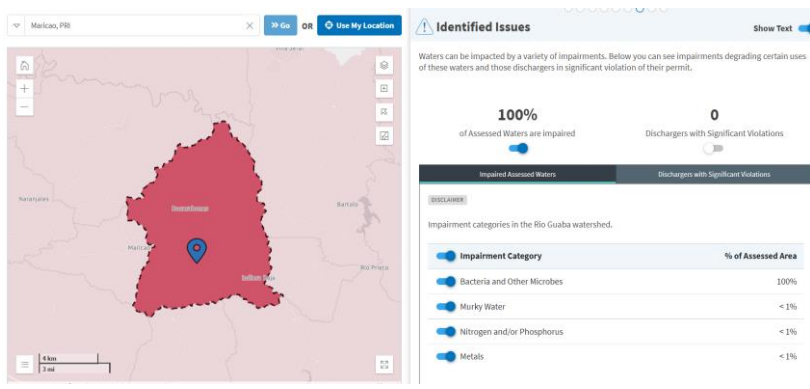 Maricao, PRI
Go OR Use My Location
Identified Issues
Show Text
Waters can be impacted by a variety of impairments. Below you can see impairments degrading certain uses
of these waters and those dischargers in significant violation of their permit.
100%
of Assessed Waters are impaired
0
Dischargers with Significant Violations
Impaired Assessed Waters
Dischargers with Significant Violations
DISCLAIMER
Impairment categories in the Rio Guaba watershed.
Impairment Category % of Assessed Area
Bacteria and Other Microbes 100%
Murky Water < 1%
Nitrogen and/or Phosphorus < 1%
Metals < 1%
Naranjales
Bartolo
Maricao
Indiera Baja
Rio Prieto
4 km
3 mi